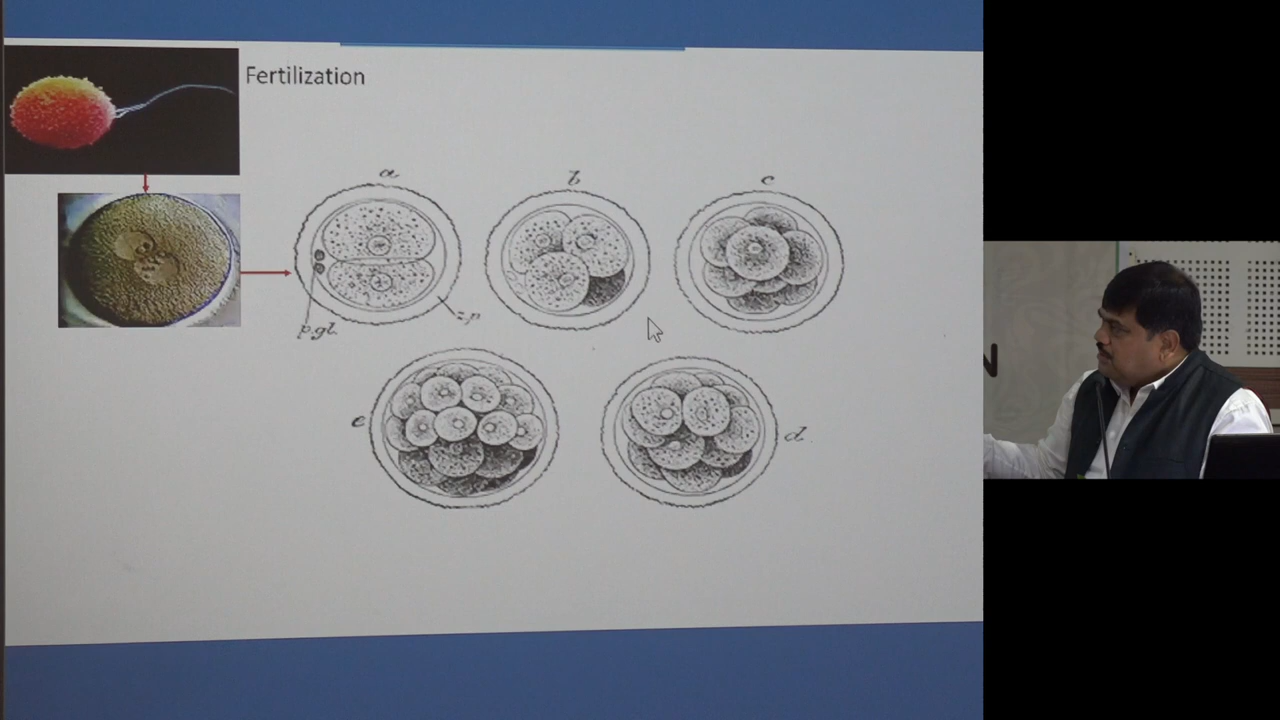 Fertilization
a
b
c
p.gl.
z.p
e
d.
N